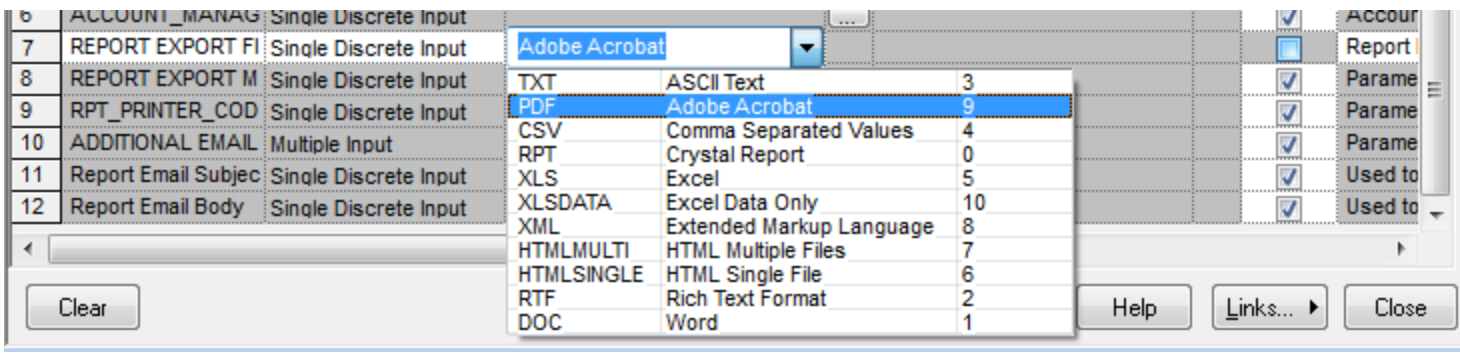 6 ACCOUNT_MANAG Single Discrete Input ... Accour
7 REPORT EXPORT FI Single Discrete Input Adobe Acrobat Report
8 REPORT EXPORT M Single Discrete Input Parame
9 RPT_PRINTER_COD Single Discrete Input Parame
10 ADDITIONAL EMAIL Multiple Input Parame
11 Report Email Subjec Single Discrete Input Used to
12 Report Email Body Single Discrete Input Used to
TXT ASCII Text 3
PDF Adobe Acrobat 9
CSV Comma Separated Values 4
RPT Crystal Report 0
XLS Excel 5
XLSDATA Excel Data Only 10
XML Extended Markup Language 8
HTMLMULTI HTML Multiple Files 7
HTMLSINGLE HTML Single File 6
RTF Rich Text Format 2
DOC Word 1
Clear Help Links... Close